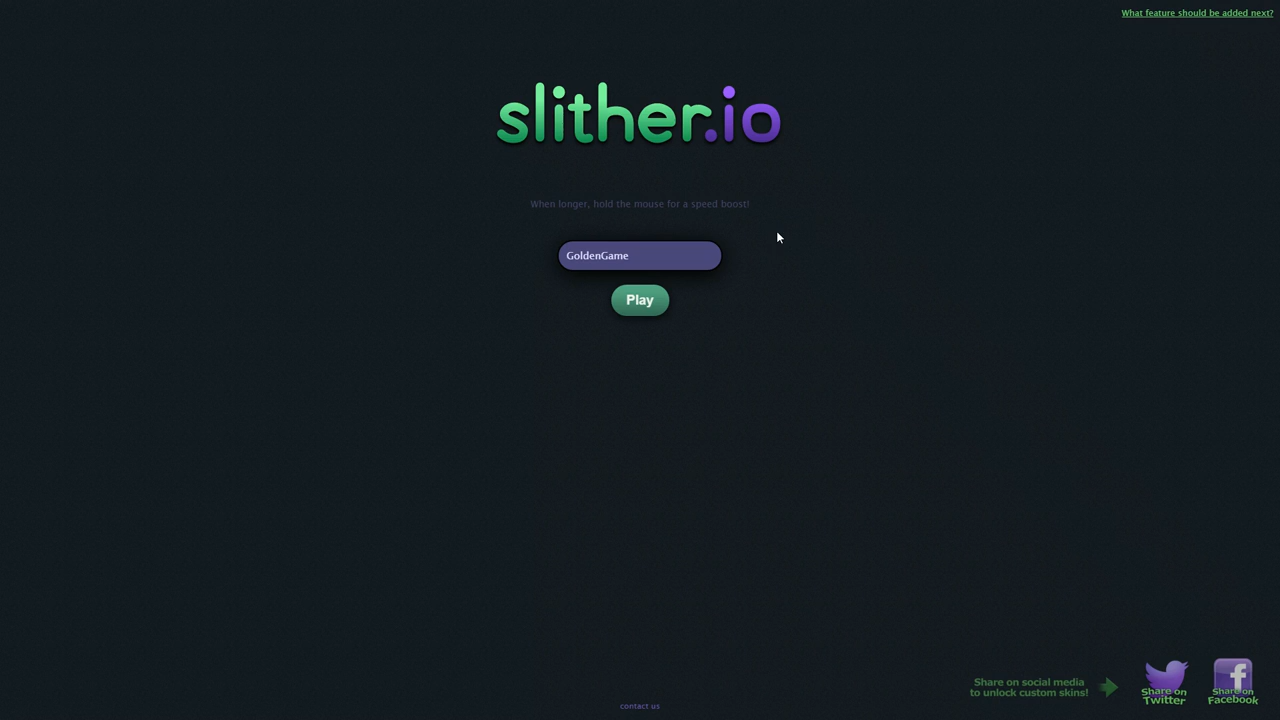 What feature should be added next?
slither.io
When longer, hold the mouse for a speed boost!
GoldenGame
Play
Share on social media
to unlock custom skins!
Share on
Twitter
Share on
Facebook
contact us